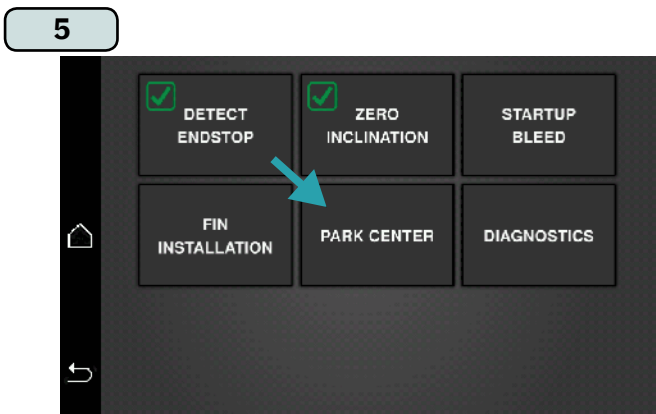 5
DETECT
ENDSTOP
ZERO
INCLINATION
STARTUP
BLEED
FIN
INSTALLATION
PARK CENTER
DIAGNOSTICS